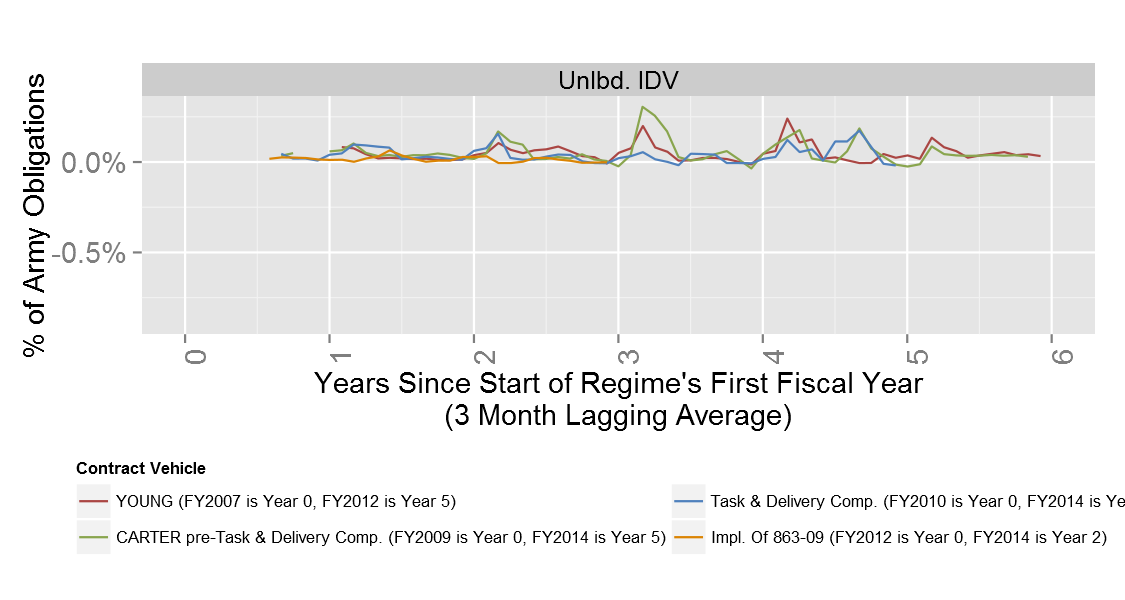 Unlbd. IDV
% of Army Obligations
0.0%
-0.5%
0 1 2 3 4 5 6
Years Since Start of Regime's First Fiscal Year
(3 Month Lagging Average)
Contract Vehicle
YOUNG (FY2007 is Year 0, FY2012 is Year 5)
Task & Delivery Comp. (FY2010 is Year 0, FY2014 is Ye
CARTER pre-Task & Delivery Comp. (FY2009 is Year 0, FY2014 is Year 5)
Impl. Of 863-09 (FY2012 is Year 0, FY2014 is Year 2)